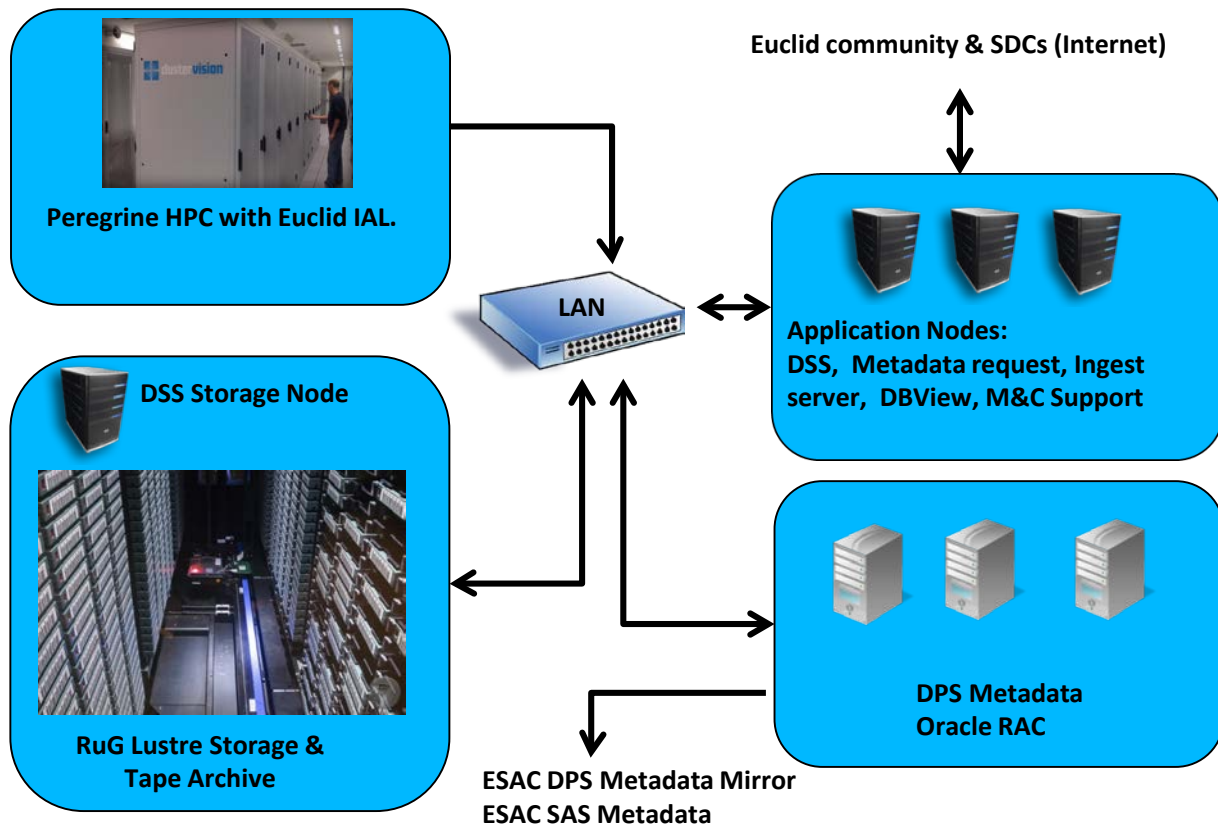 clustervision
Peregrine HPC with Euclid IAL.
Euclid community & SDCs (Internet)
LAN
Application Nodes:
DSS,  Metadata request, Ingest
server,  DBView, M&C Support
DSS Storage Node
RuG Lustre Storage &
Tape Archive
DPS Metadata
Oracle RAC
ESAC DPS Metadata Mirror
ESAC SAS Metadata